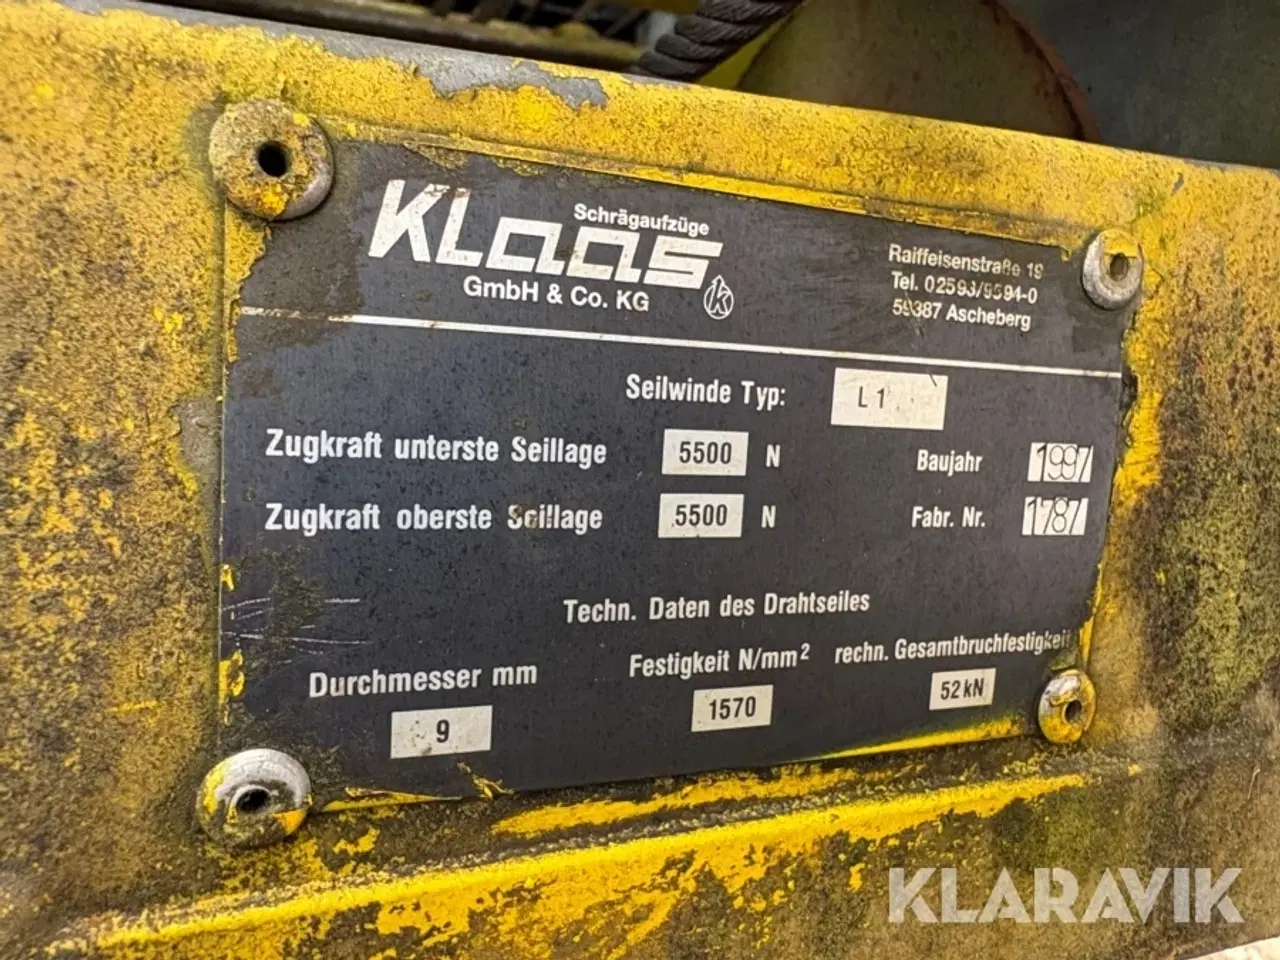 Schrägaufzüge
KLAAS
GmbH & Co. KG
k
Raiffeisenstraße 19
Tel. 02593/9594-0
59387 Ascheberg
Seilwinde Typ: L 1
Zugkraft unterste Seillage 5500 N Baujahr 1997
Zugkraft oberste Seillage 5500 N Fabr. Nr. 1787
Techn. Daten des Drahtseiles
Durchmesser mm Festigkeit N/mm² rechn. Gesamtbruchfestigkeit
9 1570 52 kN
KLARAVIK